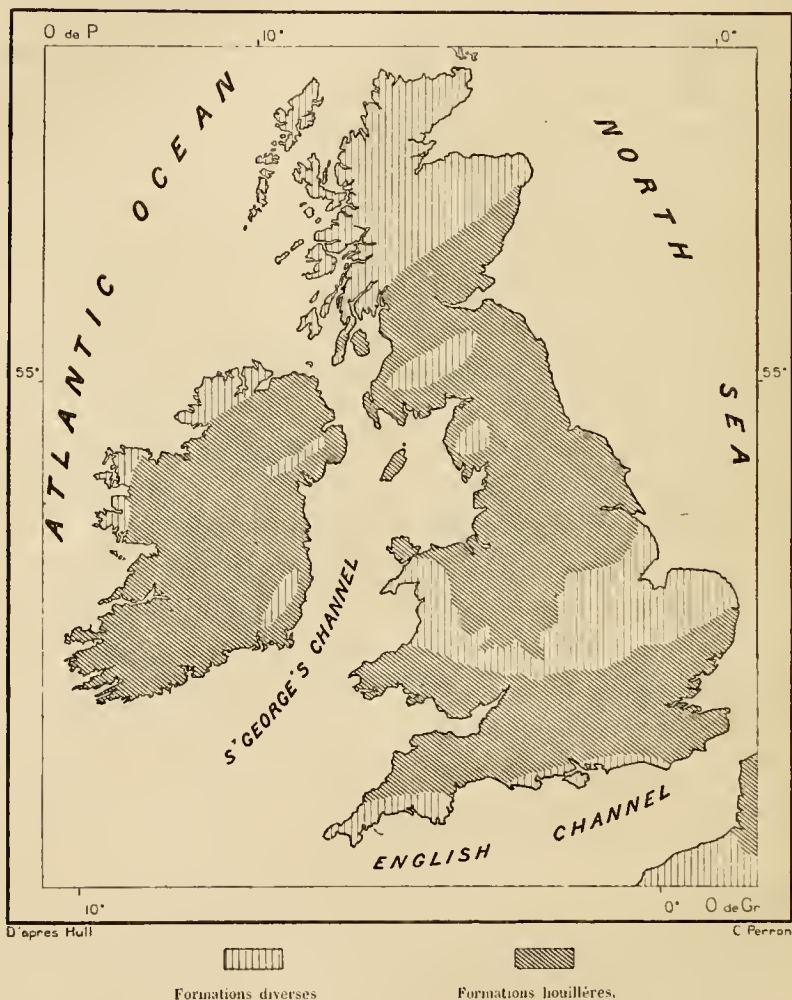 O de P 10° 0°
ATLANTIC OCEAN
NORTH SEA
55° 55°
St GEORGE'S CHANNEL
ENGLISH CHANNEL
10° 0° O de Gr
D'apres Hull C Perron
Formations diverses Formations houillères.